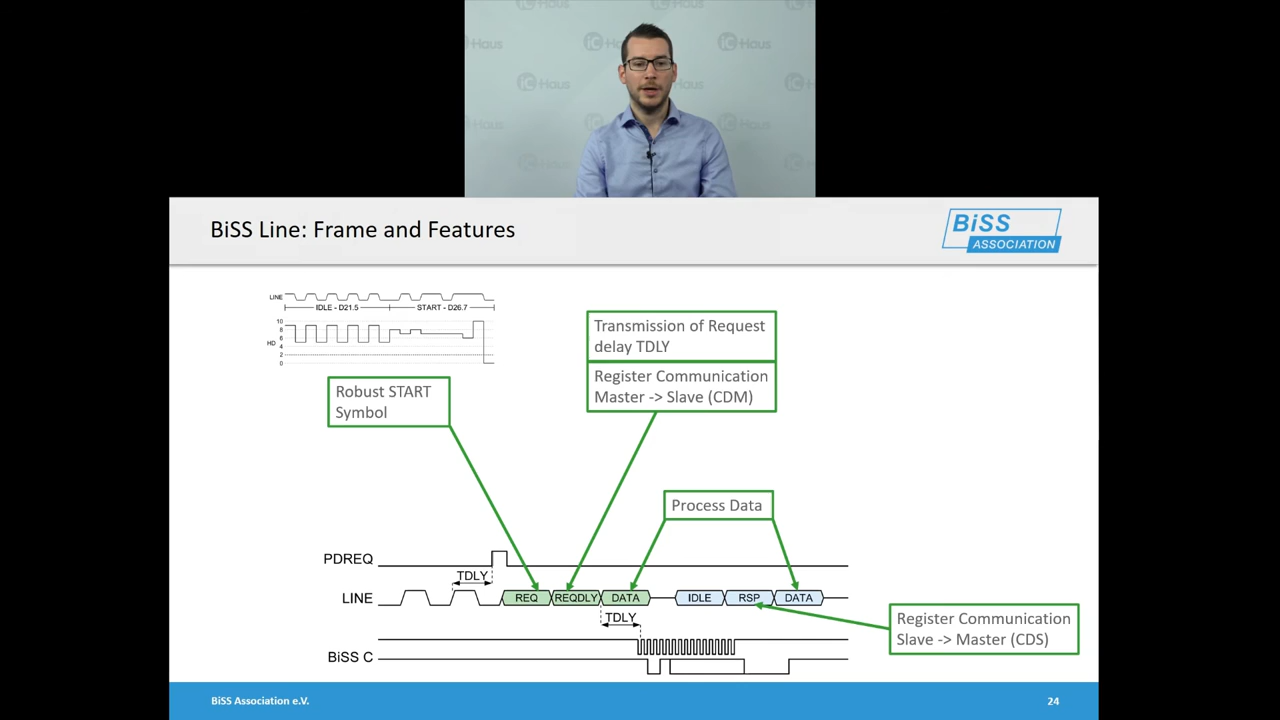 iC Haus
BiSS Line: Frame and Features
BiSS
ASSOCIATION
LINE
IDLE - D21.5
START - D26.7
10
8
6
4
2
0
HD
Transmission of Request
delay TDLY
Register Communication
Master -> Slave (CDM)
Robust START
Symbol
Process Data
PDREQ
TDLY
LINE
REQ
REQDLY
DATA
IDLE
RSP
DATA
TDLY
BiSS C
Register Communication
Slave -> Master (CDS)
BiSS Association e.V.
24